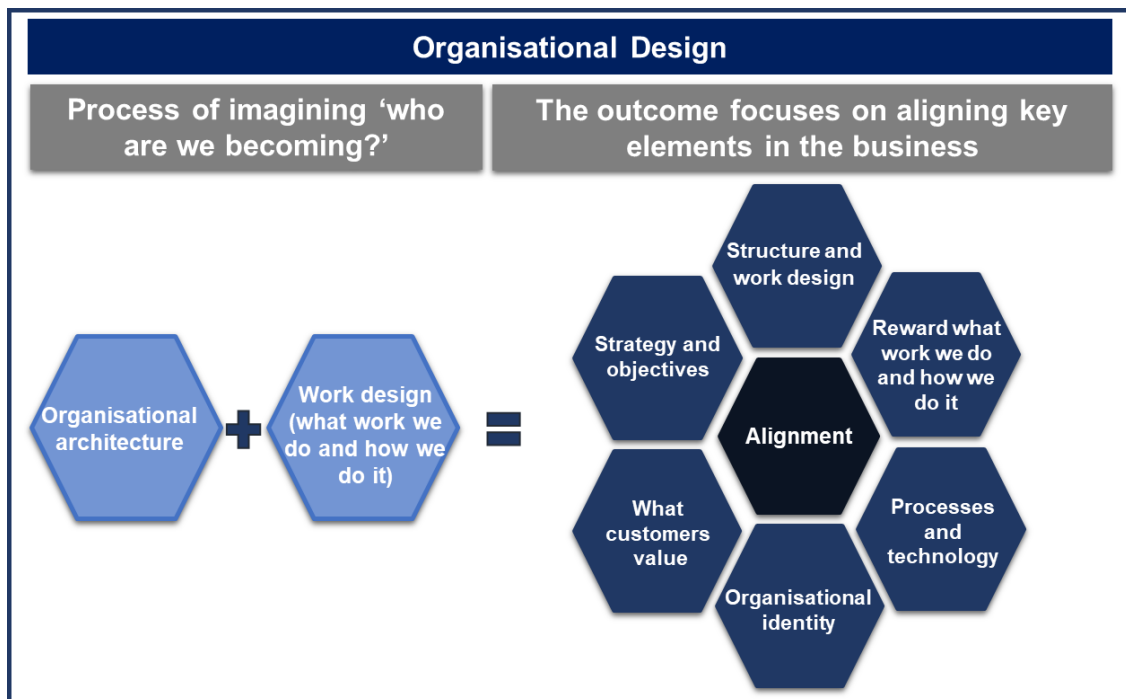 Organisational Design
Process of imagining ‘who
are we becoming?’
The outcome focuses on aligning key
elements in the business
Organisational
architecture
+
Work design
(what work we
do and how we
do it)
=
Structure and
work design
Strategy and
objectives
Reward what
work we do
and how we
do it
Alignment
What
customers
value
Processes
and
technology
Organisational
identity